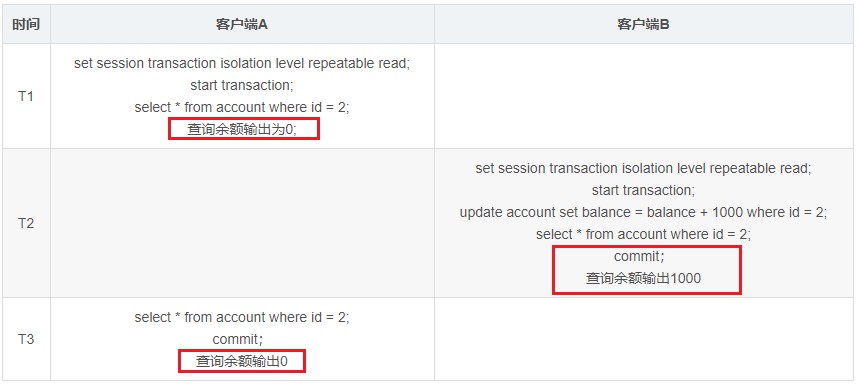 时间
客户端A
客户端B
T1
set session transaction isolation level repeatable read;
start transaction;
select * from account where id = 2;
查询余额输出为0;
T2
set session transaction isolation level repeatable read;
start transaction;
update account set balance = balance + 1000 where id = 2;
select * from account where id = 2;
commit；
查询余额输出1000
T3
select * from account where id = 2;
commit；
查询余额输出0